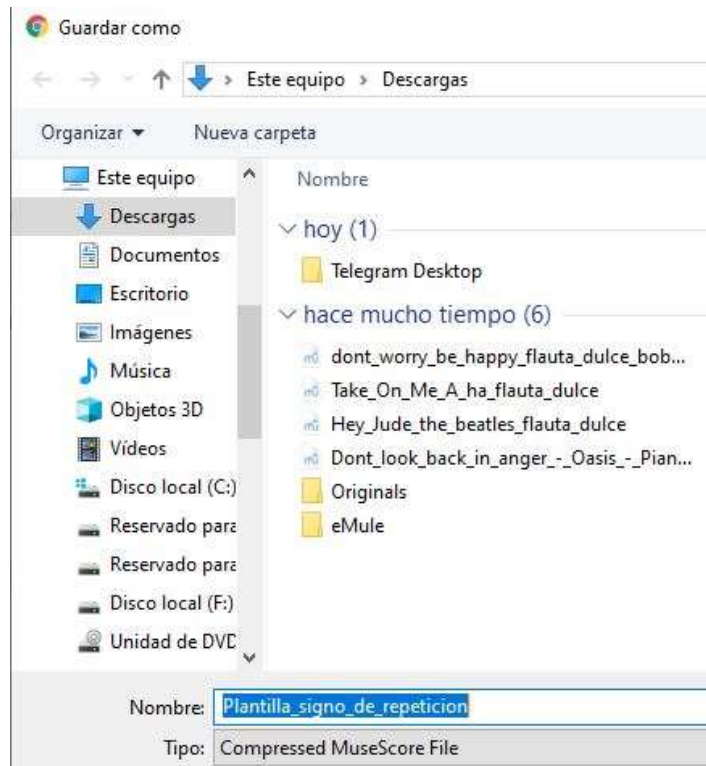 Guardar como
Este equipo > Descargas
Organizar Nueva carpeta
Este equipo
Descargas
Documentos
Escritorio
Imágenes
Música
Objetos 3D
Vídeos
Disco local (C:)
Reservado para
Reservado para
Disco local (F:)
Unidad de DVD
Nombre
hoy (1)
Telegram Desktop
hace mucho tiempo (6)
dont_worry_be_happy_flauta_dulce_bob...
Take_On_Me_A_ha_flauta_dulce
Hey_Jude_the_beatles_flauta_dulce
Dont_look_back_in_anger_-_Oasis_-_Pian...
Originals
eMule
Nombre: Plantilla_signo_de_repeticion
Tipo: Compressed MuseScore File